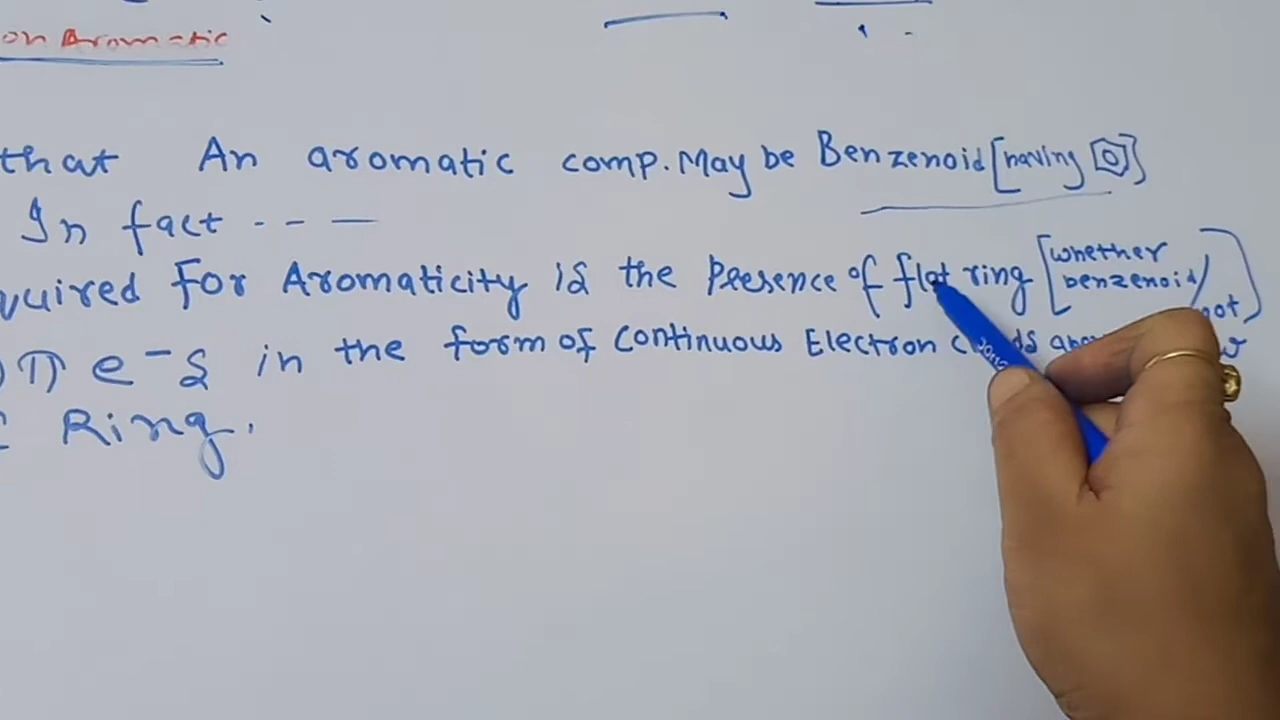 on Aromatic
that An aromatic comp. May be Benzenoid [having ⌬]
In fact - - —
quired For Aromaticity is the Presence of flat ring [whether benzenoid/
not]
) π e⁻s in the form of Continuous Electron
Ring.